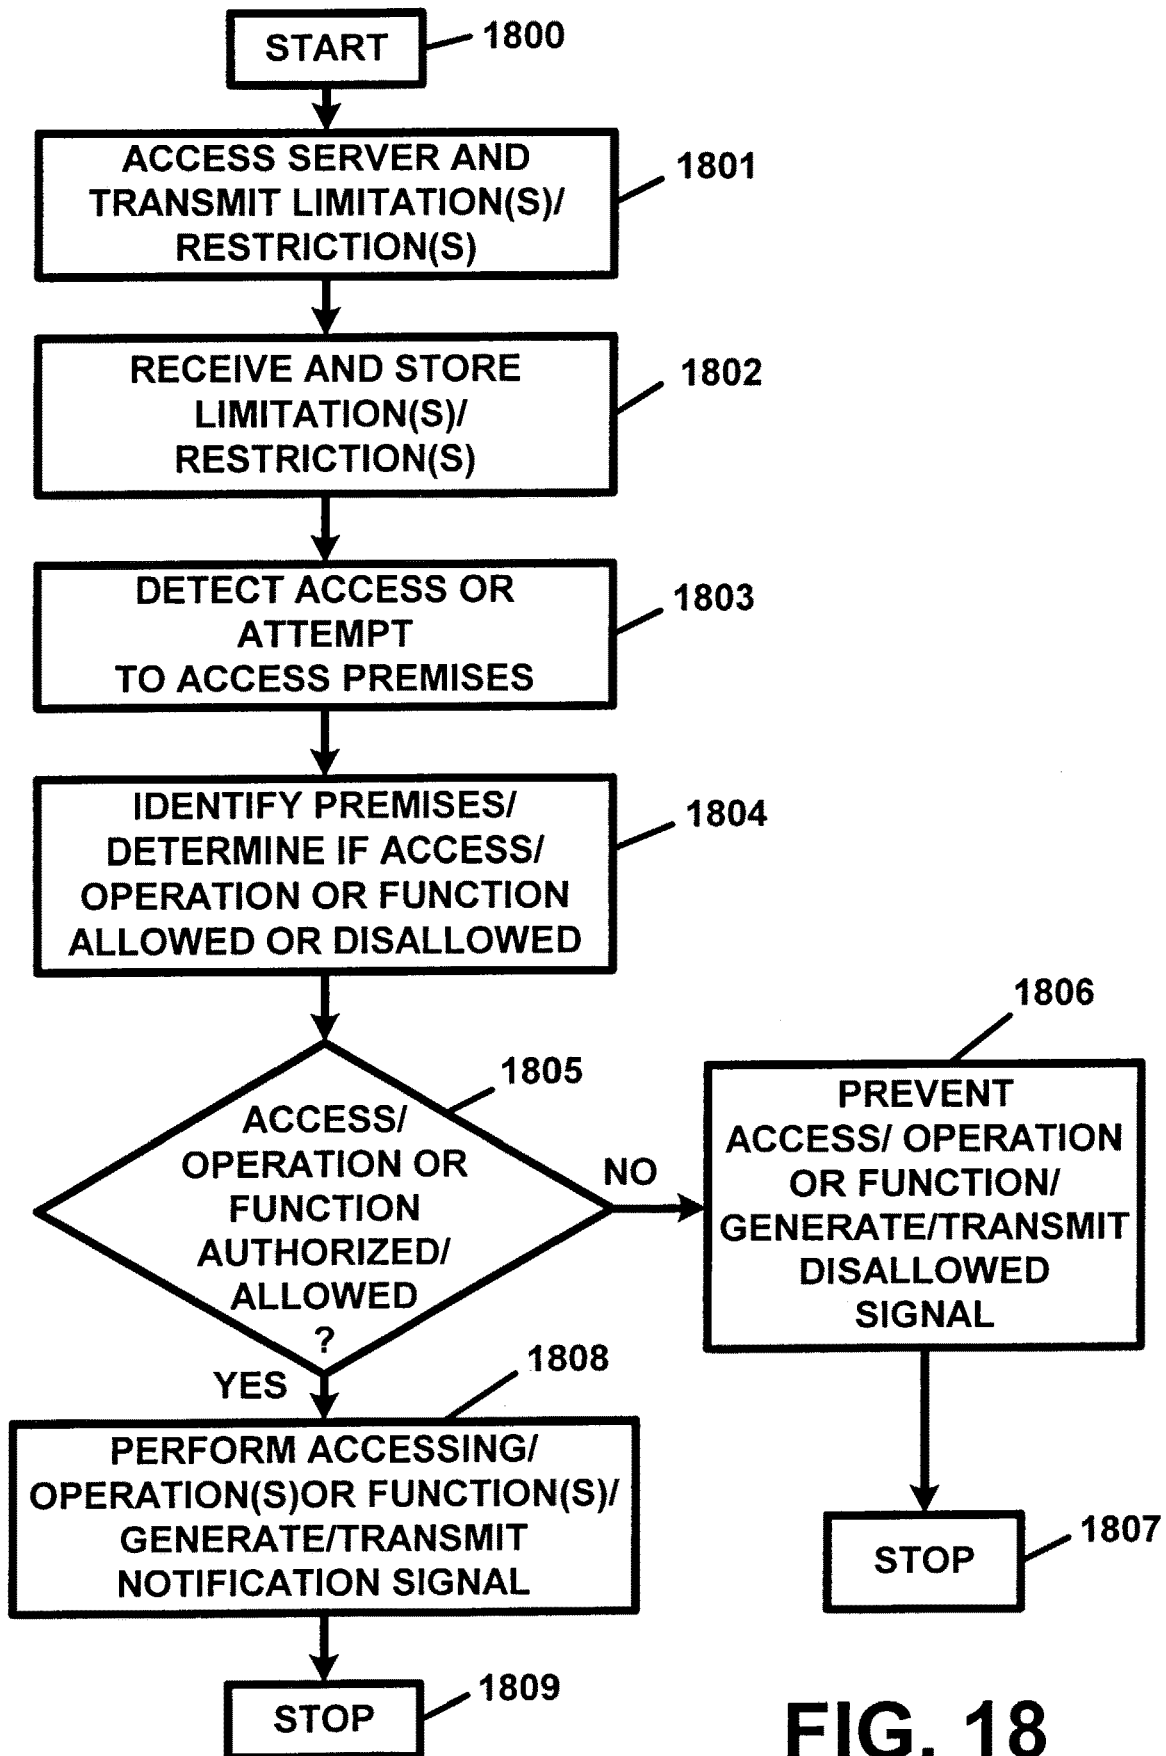 START
1800
ACCESS SERVER AND
TRANSMIT LIMITATION(S)/
RESTRICTION(S)
1801
RECEIVE AND STORE
LIMITATION(S)/
RESTRICTION(S)
1802
DETECT ACCESS OR
ATTEMPT
TO ACCESS PREMISES
1803
IDENTIFY PREMISES/
DETERMINE IF ACCESS/
OPERATION OR FUNCTION
ALLOWED OR DISALLOWED
1804
ACCESS/
OPERATION OR
FUNCTION
AUTHORIZED/
ALLOWED
?
1805
NO
PREVENT
ACCESS/ OPERATION
OR FUNCTION/
GENERATE/TRANSMIT
DISALLOWED
SIGNAL
1806
STOP
1807
YES
PERFORM ACCESSING/
OPERATION(S)OR FUNCTION(S)/
GENERATE/TRANSMIT
NOTIFICATION SIGNAL
1808
STOP
1809
FIG. 18